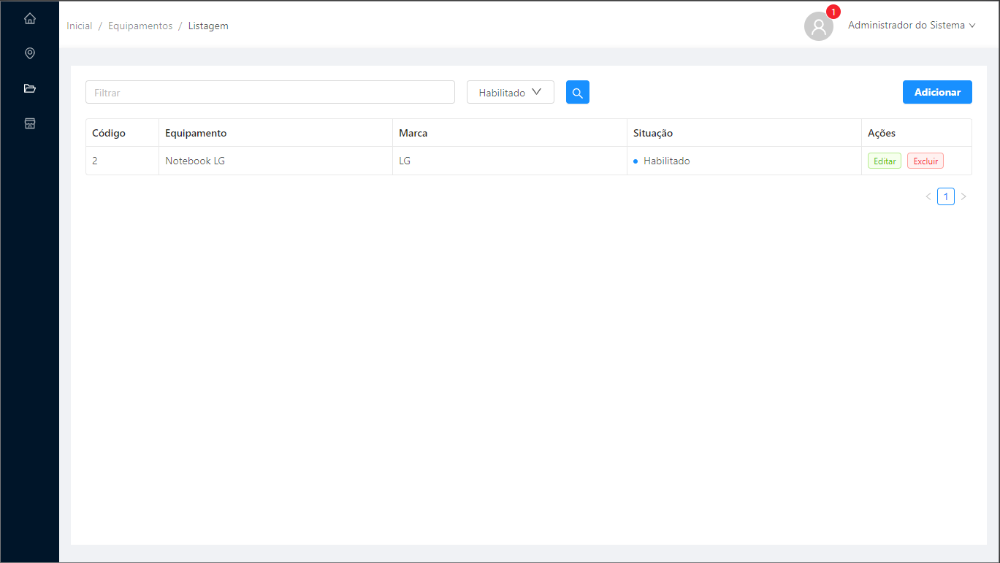 Inicial / Equipamentos / Listagem
1
Administrador do Sistema
Filtrar
Habilitado
Adicionar
Código Equipamento Marca Situação Ações
2 Notebook LG LG Habilitado Editar Excluir
< 1 >